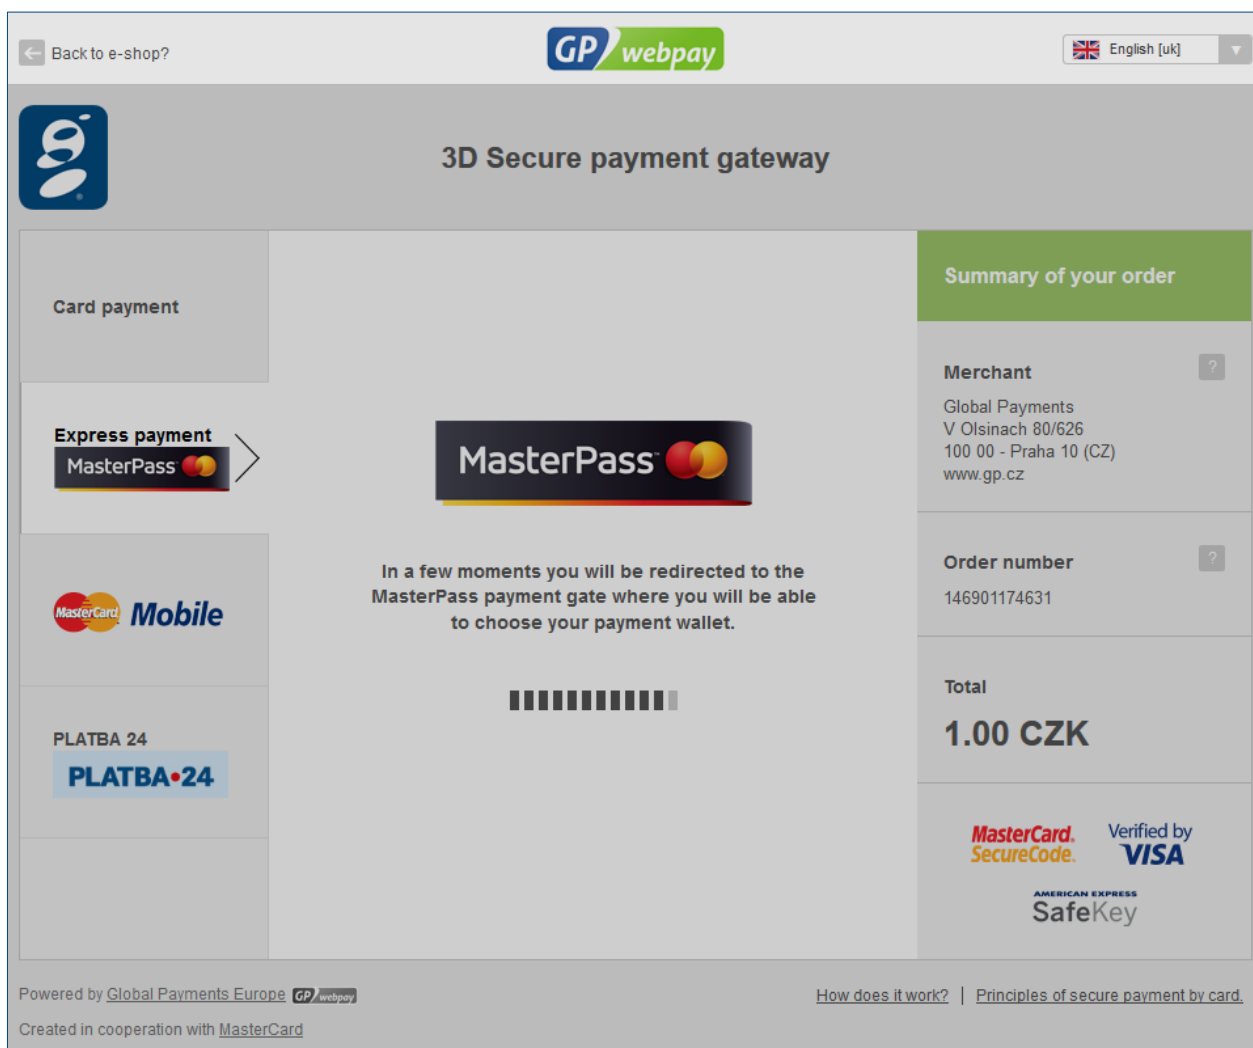 Back to e-shop?
GP webpay
English [uk]
3D Secure payment gateway
Card payment
Express payment
MasterPass™
MasterCard Mobile
PLATBA 24
PLATBA•24
MasterPass™
In a few moments you will be redirected to the
MasterPass payment gate where you will be able
to choose your payment wallet.
Summary of your order
Merchant ?
Global Payments
V Olsinach 80/626
100 00 - Praha 10 (CZ)
www.gp.cz
Order number ?
146901174631
Total
1.00 CZK
MasterCard.
SecureCode.
Verified by
VISA
AMERICAN EXPRESS
SafeKey
Powered by Global Payments Europe GP webpay
How does it work? | Principles of secure payment by card.
Created in cooperation with MasterCard